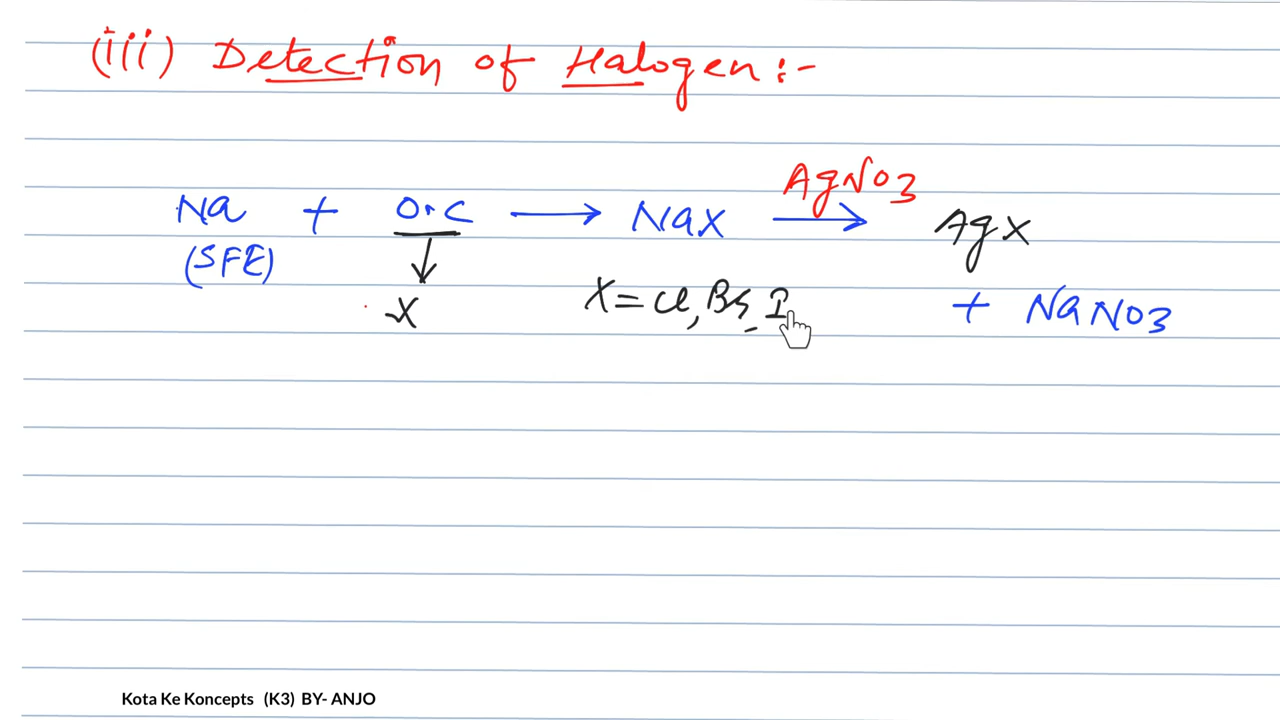 (iii) Detection of Halogen :-
Na + O.C → NaX AgNO3 → AgX
(SFE) ↓
X X = Cl, Br, I + NaNO3
Kota Ke Koncepts (K3) BY- ANJO